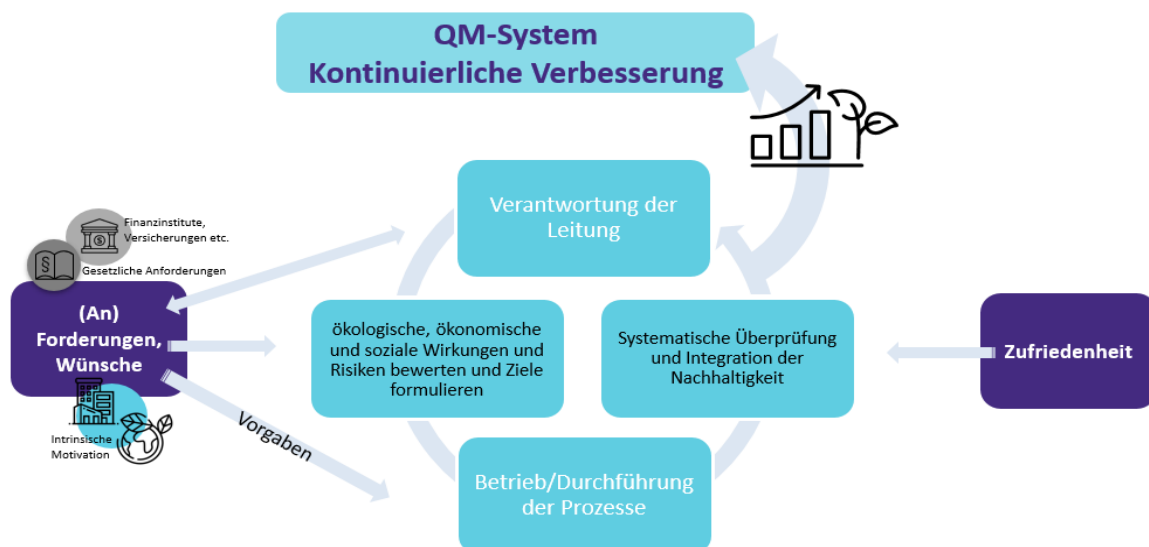 QM-System
Kontinuierliche Verbesserung
Verantwortung der
Leitung
Finanzinstitute,
Versicherungen etc.
§
Gesetzliche Anforderungen
(An)
Forderungen,
Wünsche
Intrinsische
Motivation
Vorgaben
ökologische, ökonomische
und soziale Wirkungen und
Risiken bewerten und Ziele
formulieren
Systematische Überprüfung
und Integration der
Nachhaltigkeit
Zufriedenheit
Betrieb/Durchführung
der Prozesse